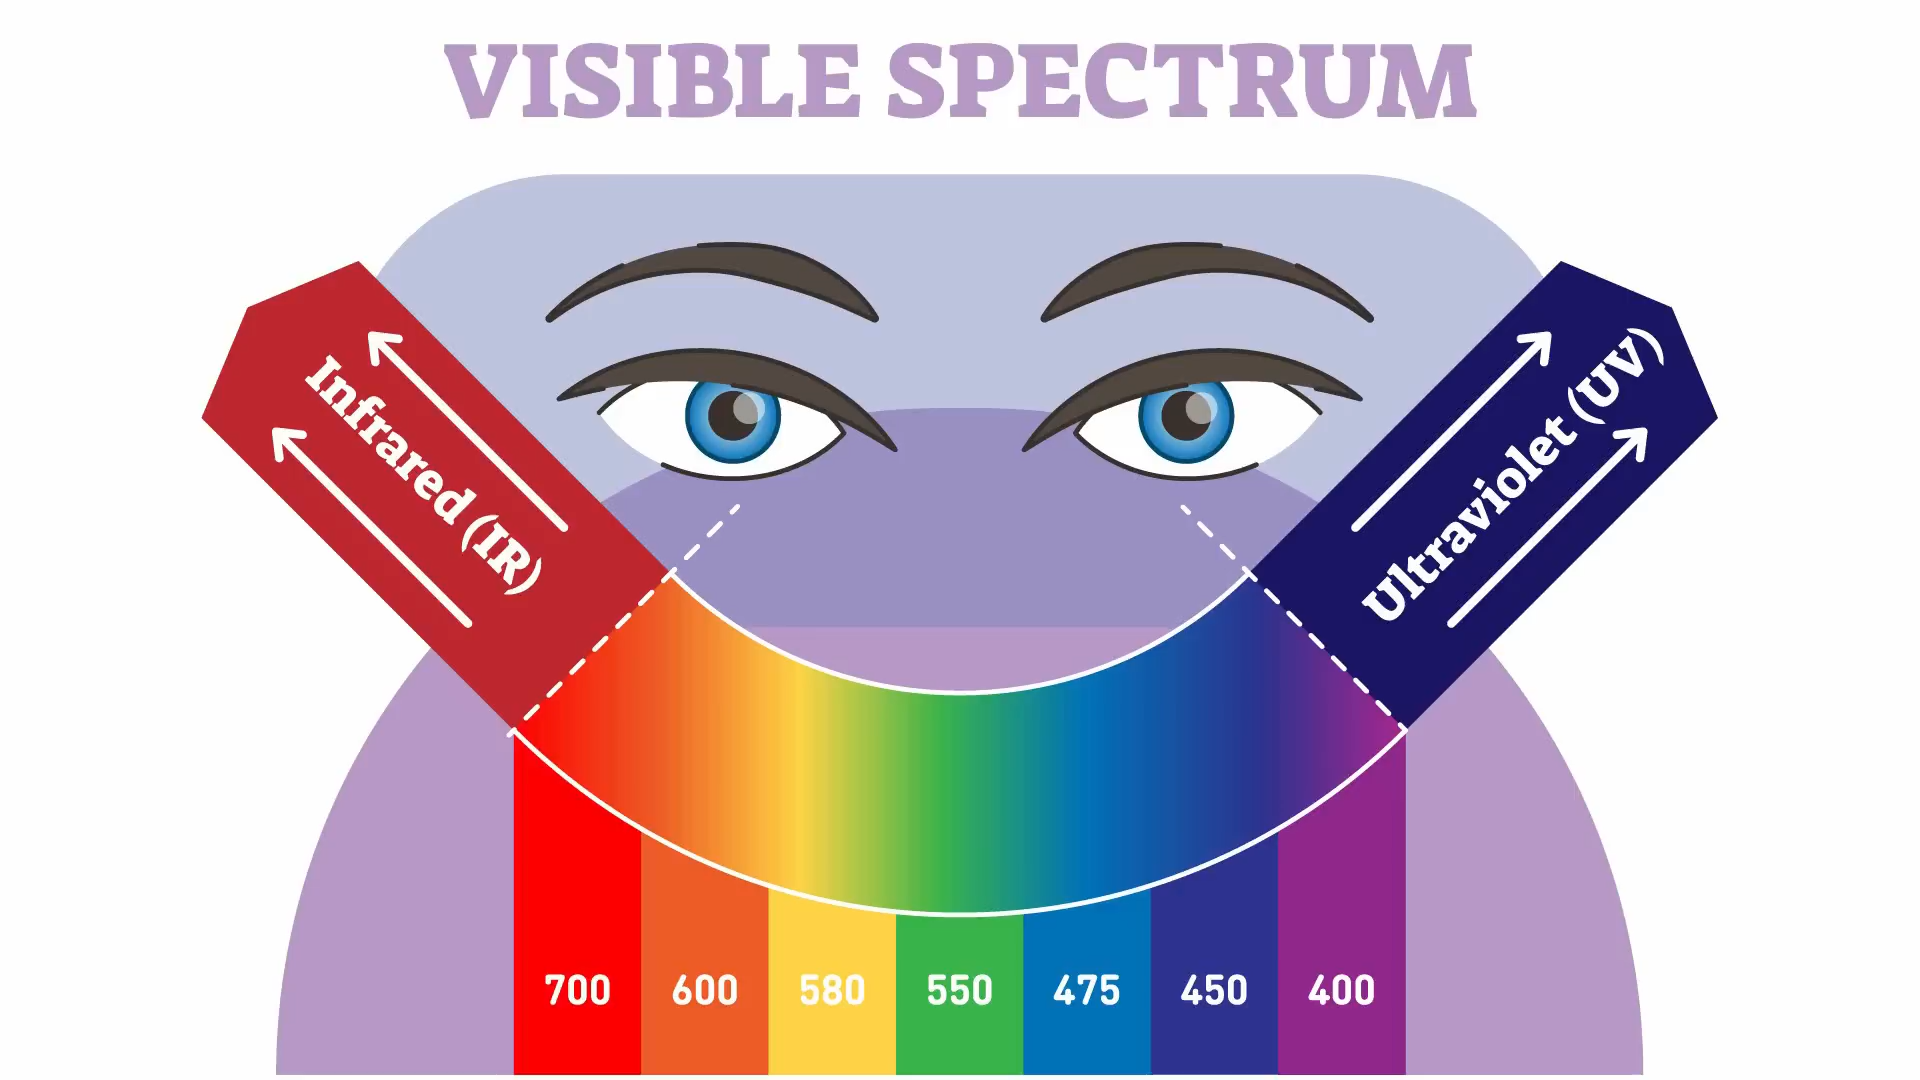 VISIBLE SPECTRUM
Infrared (IR)
Ultraviolet (UV)
700 600 580 550 475 450 400